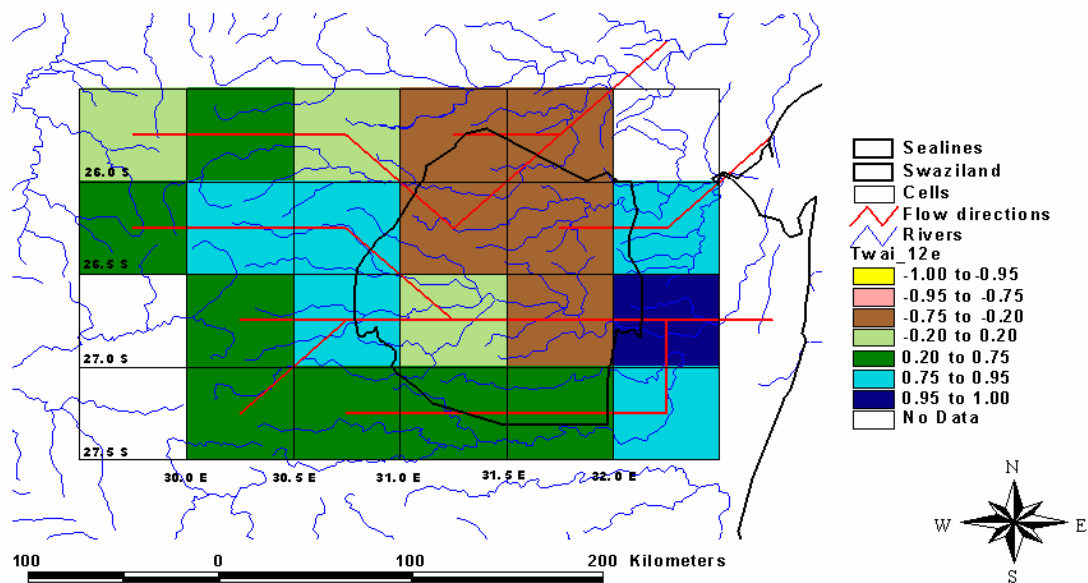 26.0 S
26.5 S
27.0 S
27.5 S
30.0 E 30.5 E 31.0 E 31.5 E 32.0 E
Sealines
Swaziland
Cells
Flow directions
Rivers
Twai_12e
-1.00 to -0.95
-0.95 to -0.75
-0.75 to -0.20
-0.20 to 0.20
0.20 to 0.75
0.75 to 0.95
0.95 to 1.00
No Data
N
W E
S
100 0 100 200 Kilometers